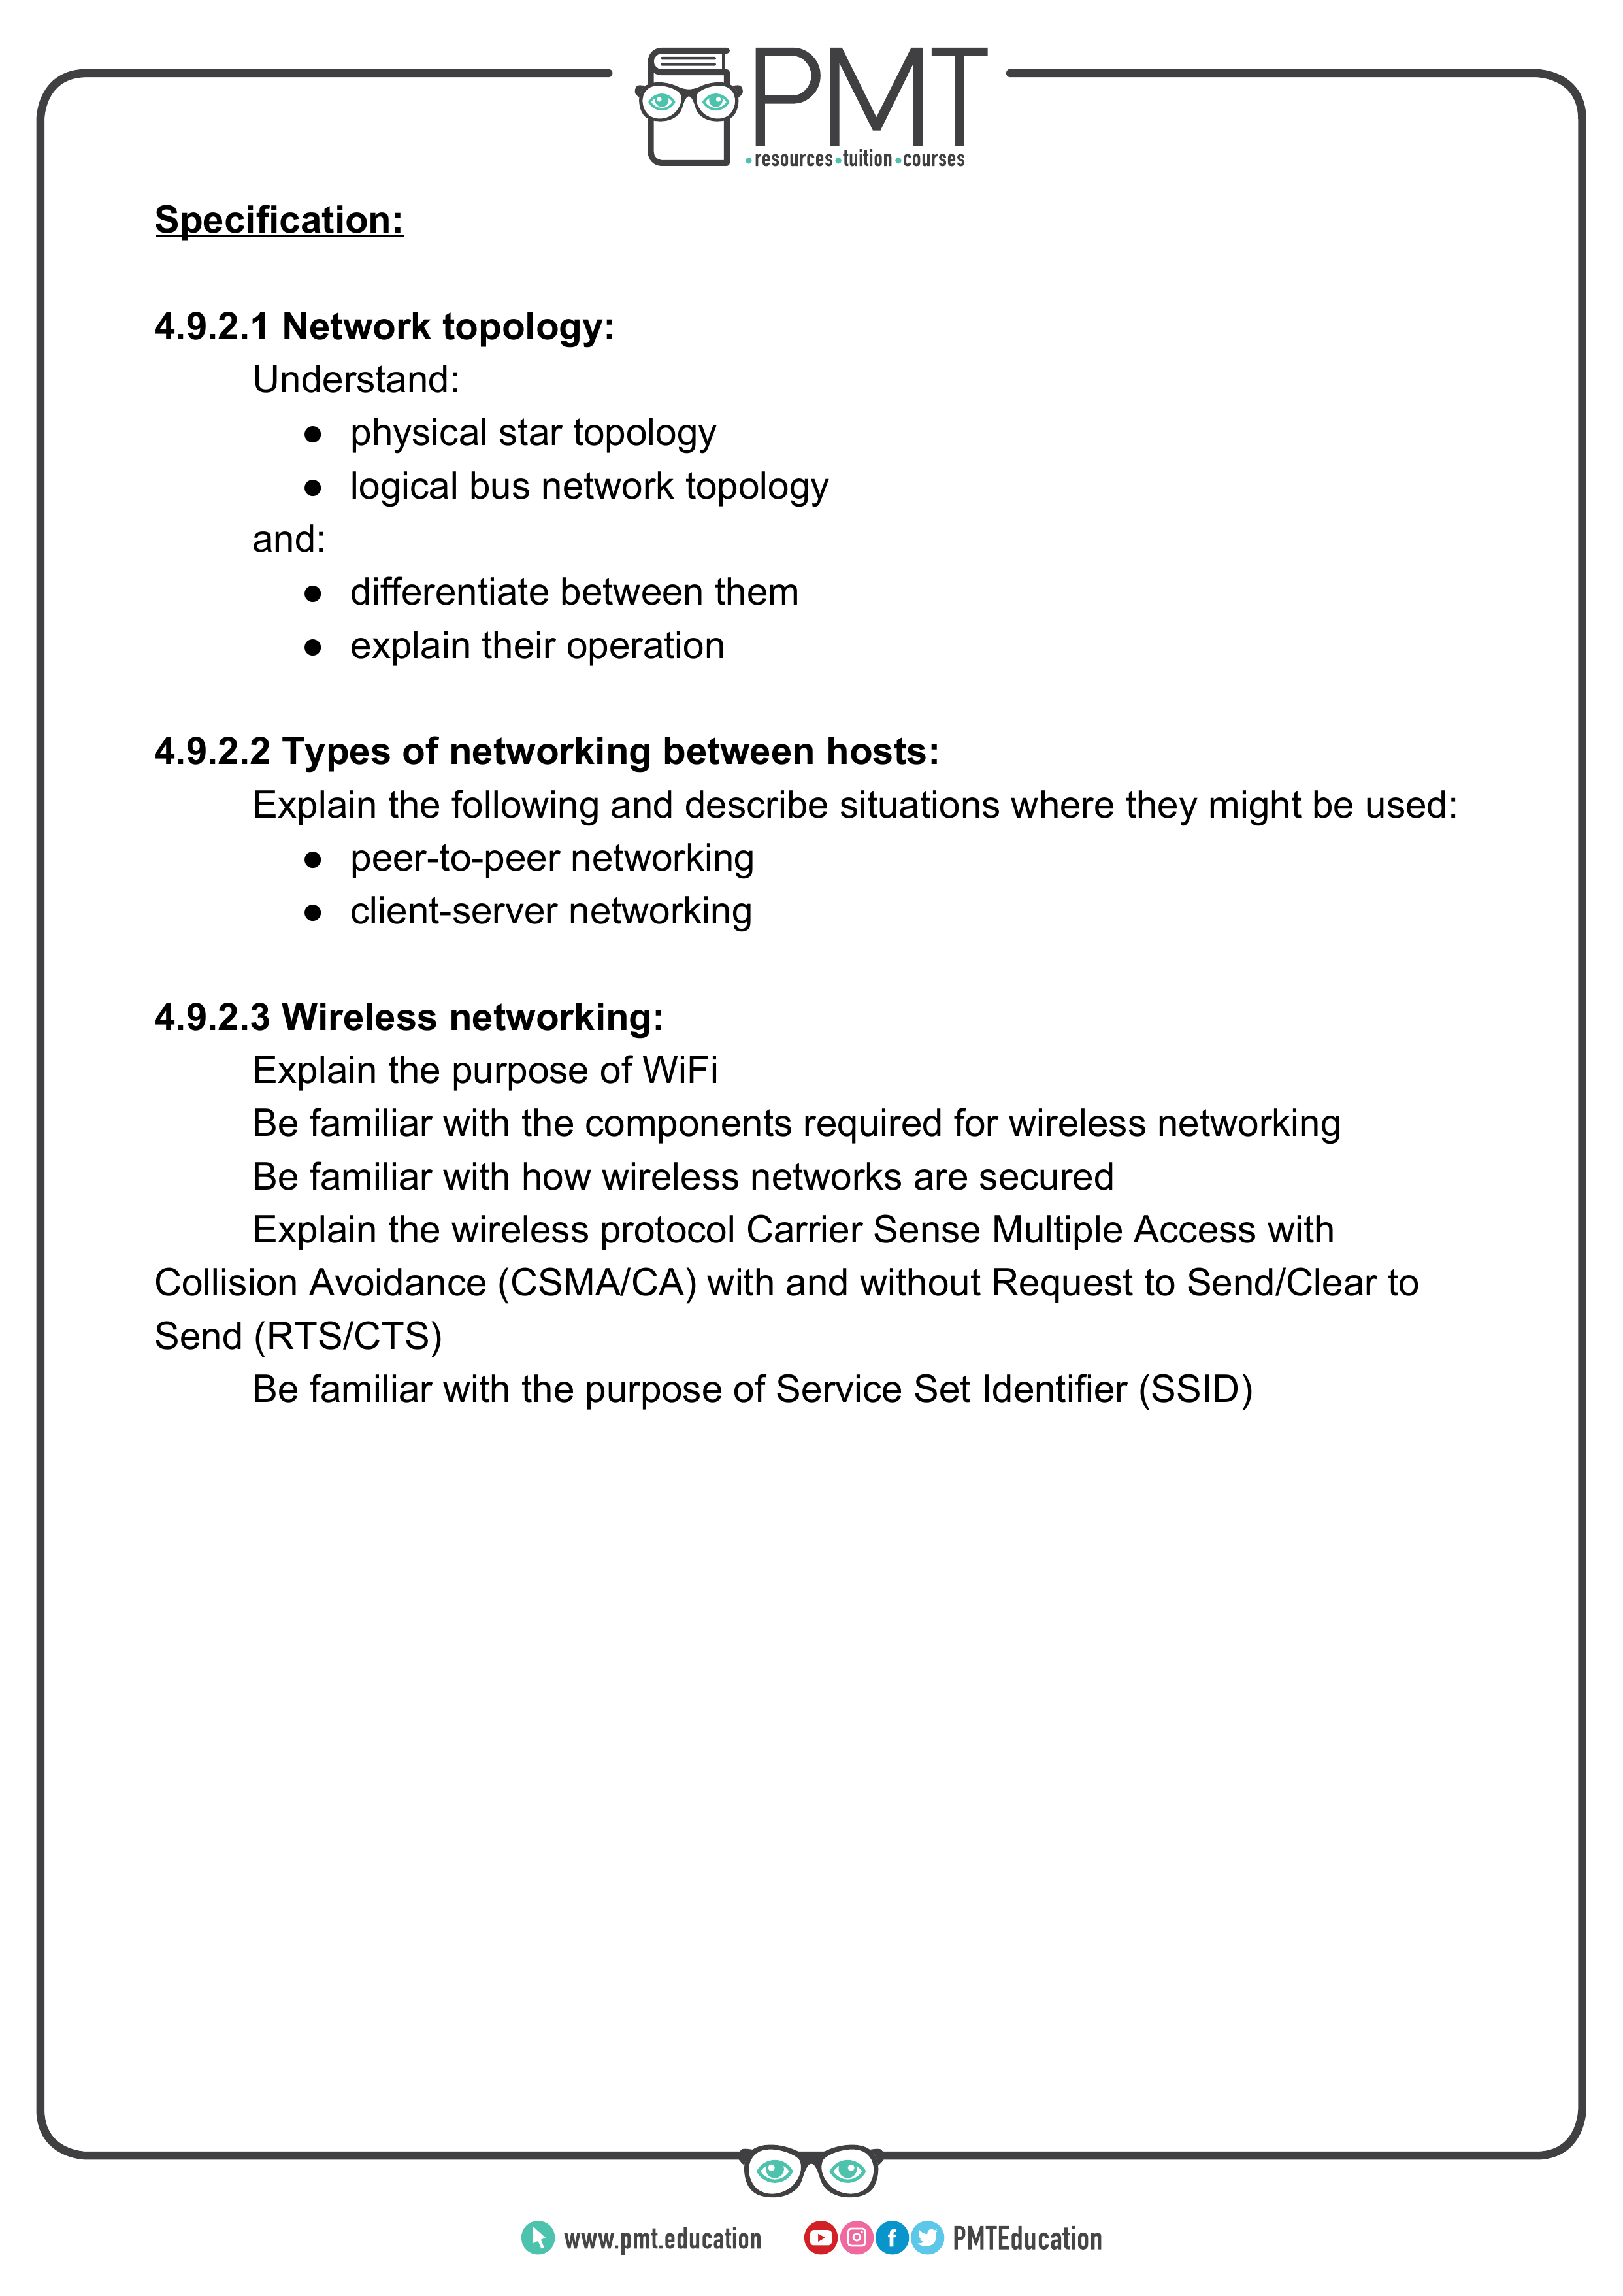 PMT
•resources•tuition•courses
Specification:
4.9.2.1 Network topology:
Understand:
● physical star topology
● logical bus network topology
and:
● differentiate between them
● explain their operation
4.9.2.2 Types of networking between hosts:
Explain the following and describe situations where they might be used:
● peer-to-peer networking
● client-server networking
4.9.2.3 Wireless networking:
Explain the purpose of WiFi
Be familiar with the components required for wireless networking
Be familiar with how wireless networks are secured
Explain the wireless protocol Carrier Sense Multiple Access with
Collision Avoidance (CSMA/CA) with and without Request to Send/Clear to
Send (RTS/CTS)
Be familiar with the purpose of Service Set Identifier (SSID)
www.pmt.education
PMTEducation